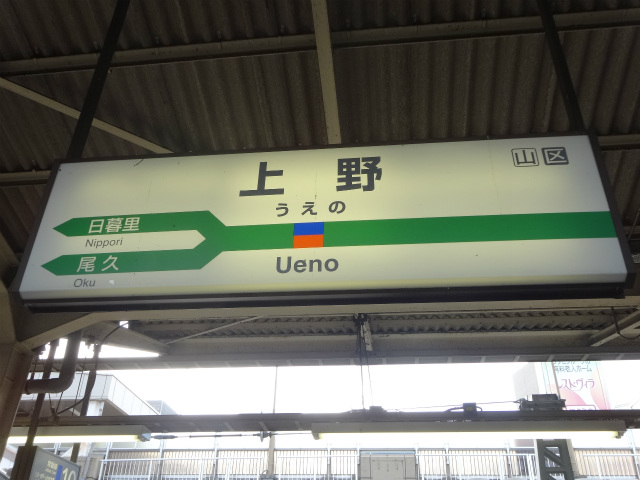 上野
山 区
うえの
日暮里
Nippori
尾久
Oku
Ueno